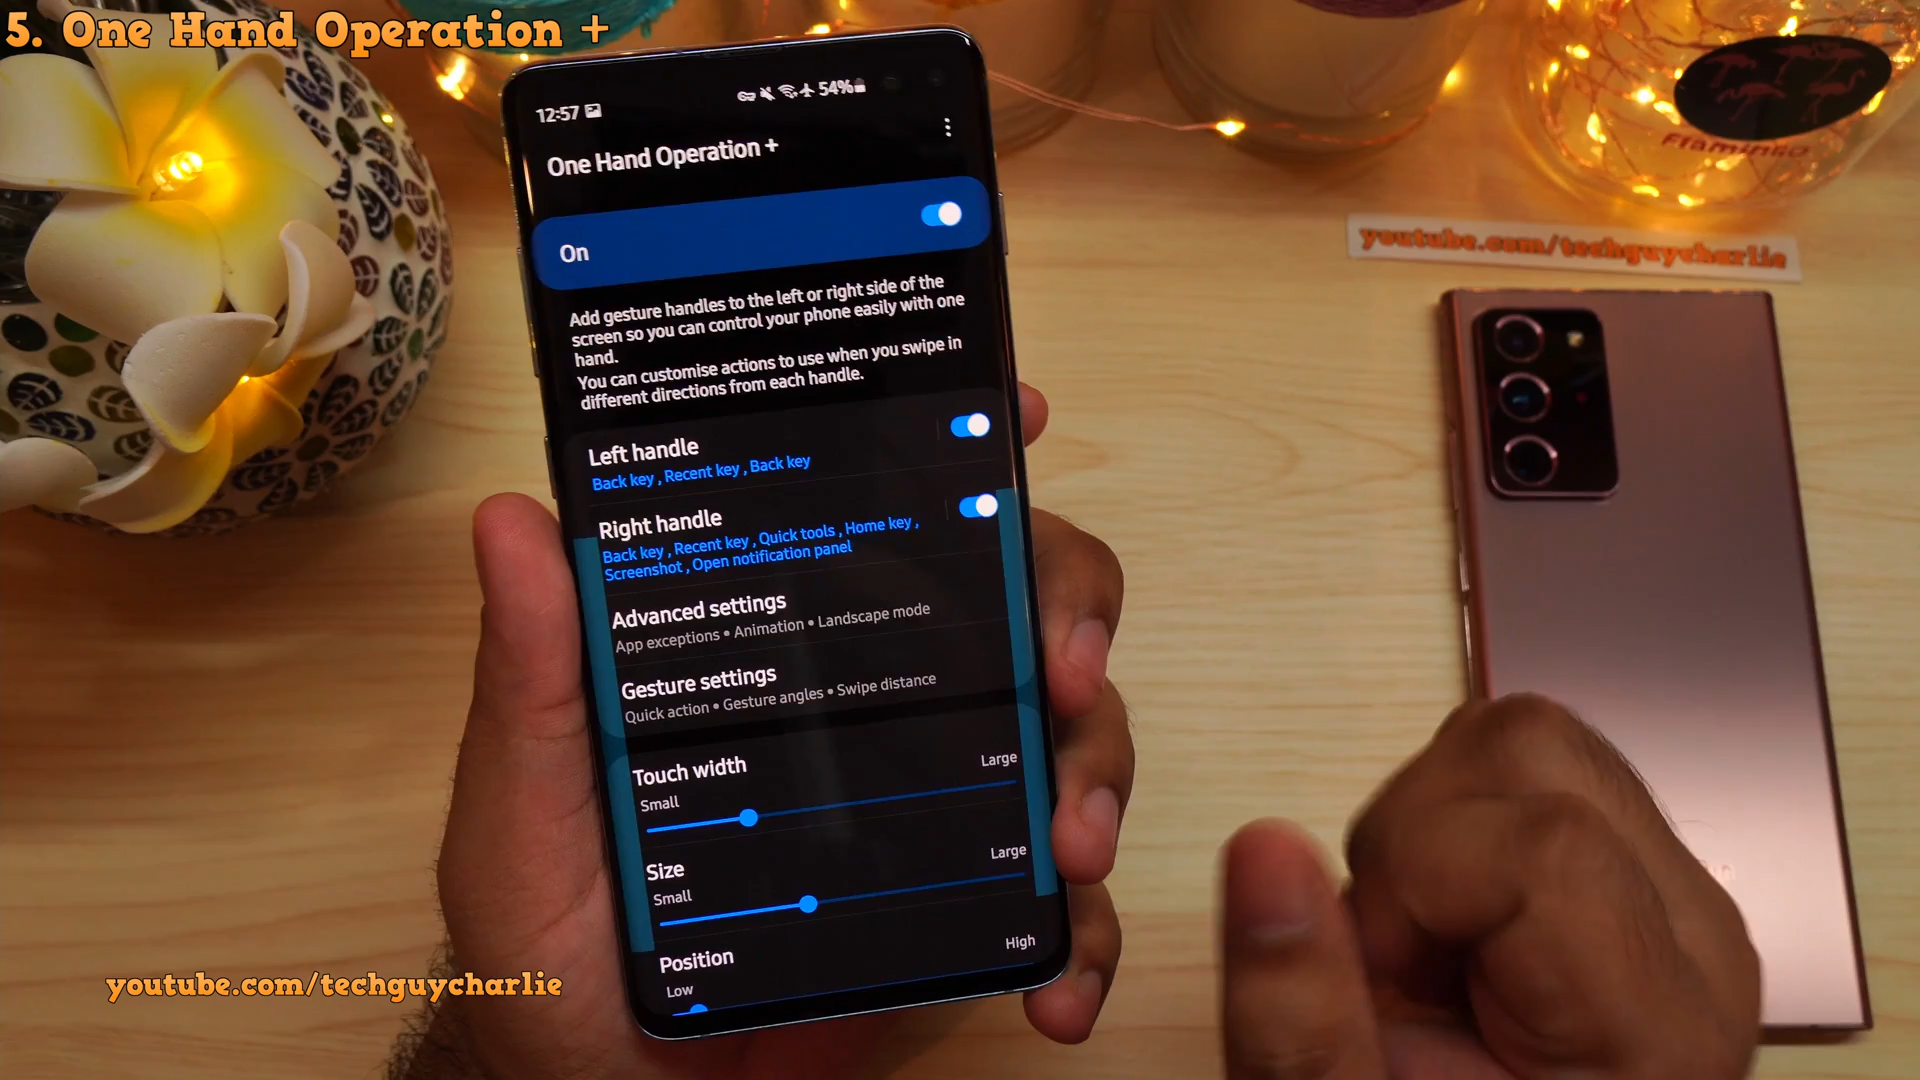 5. One Hand Operation +
12:57 54%
One Hand Operation +
On
Add gesture handles to the left or right side of the
screen so you can control your phone easily with one
hand.
You can customise actions to use when you swipe in
different directions from each handle.
Left handle
Back key , Recent key , Back key
Right handle
Back key , Recent key , Quick tools , Home key ,
Screenshot , Open notification panel
Advanced settings
App exceptions • Animation • Landscape mode
Gesture settings
Quick action • Gesture angles • Swipe distance
Touch width
Small Large
Size
Small Large
Position
Low High
Flamingo
youtube.com/techguycharlie
youtube.com/techguycharlie